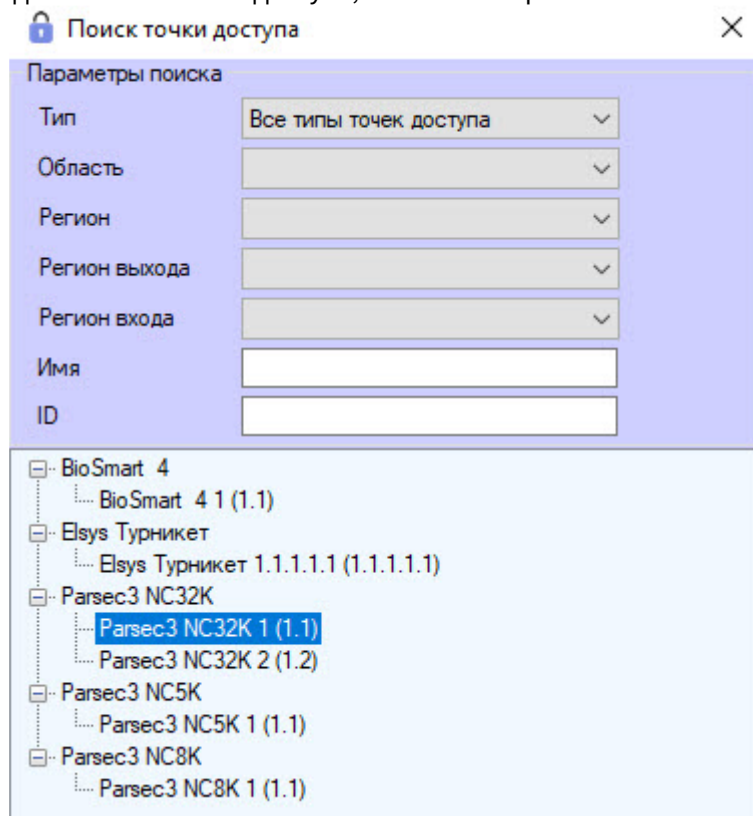 Поиск точки доступа
Параметры поиска
Тип Все типы точек доступа
Область
Регион
Регион выхода
Регион входа
Имя
ID
BioSmart 4
BioSmart 4 1 (1.1)
Elsys Турникет
Elsys Турникет 1.1.1.1.1 (1.1.1.1.1)
Parsec3 NC32K
Parsec3 NC32K 1 (1.1)
Parsec3 NC32K 2 (1.2)
Parsec3 NC5K
Parsec3 NC5K 1 (1.1)
Parsec3 NC8K
Parsec3 NC8K 1 (1.1)